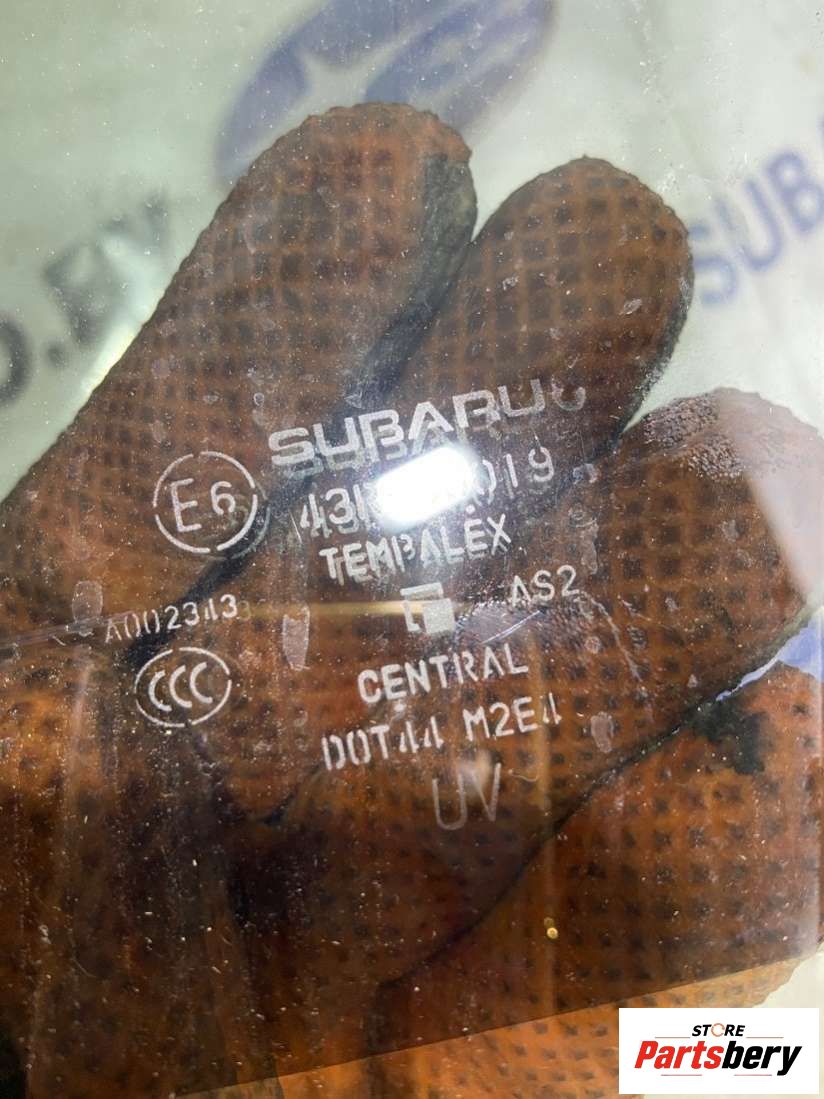 SUBARU
E6
TEMPALEX
AS2
A002343
CCC
CENTRAL
DOT44 M2E4
UV
STORE
Partsbery